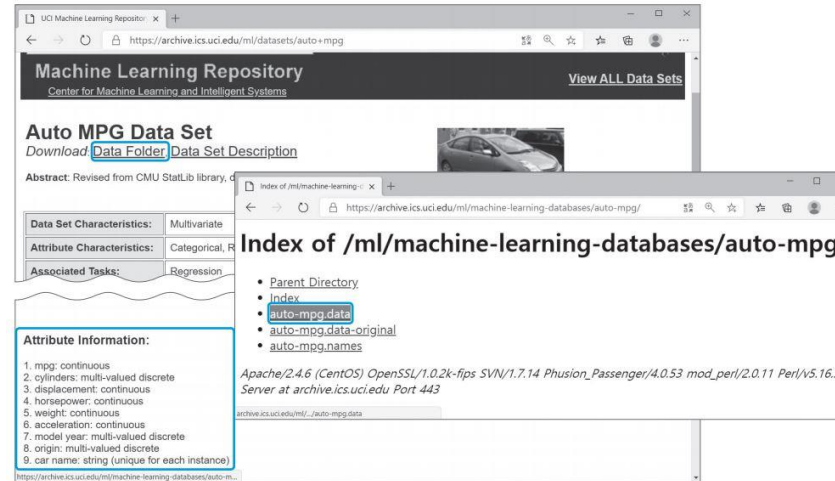 UCI Machine Learning Repositor
https://archive.ics.uci.edu/ml/datasets/auto+mpg
Machine Learning Repository
Center for Machine Learning and Intelligent Systems
View ALL Data Sets
Auto MPG Data Set
Download: Data Folder, Data Set Description
Abstract: Revised from CMU StatLib library, d
Data Set Characteristics: Multivariate
Attribute Characteristics: Categorical, R
Associated Tasks: Regression
Attribute Information:
1. mpg: continuous
2. cylinders: multi-valued discrete
3. displacement: continuous
4. horsepower: continuous
5. weight: continuous
6. acceleration: continuous
7. model year: multi-valued discrete
8. origin: multi-valued discrete
9. car name: string (unique for each instance)
https://archive.ics.uci.edu/ml/machine-learning-databases/auto-m...
Index of /ml/machine-learning-d
https://archive.ics.uci.edu/ml/machine-learning-databases/auto-mpg/
Index of /ml/machine-learning-databases/auto-mpg
Parent Directory
Index
auto-mpg.data
auto-mpg.data-original
auto-mpg.names
Apache/2.4.6 (CentOS) OpenSSL/1.0.2k-fips SVN/1.7.14 Phusion_Passenger/4.0.53 mod_perl/2.0.11 Perl/v5.16.
Server at archive.ics.uci.edu Port 443
archive.ics.uci.edu/ml/.../auto-mpg.data